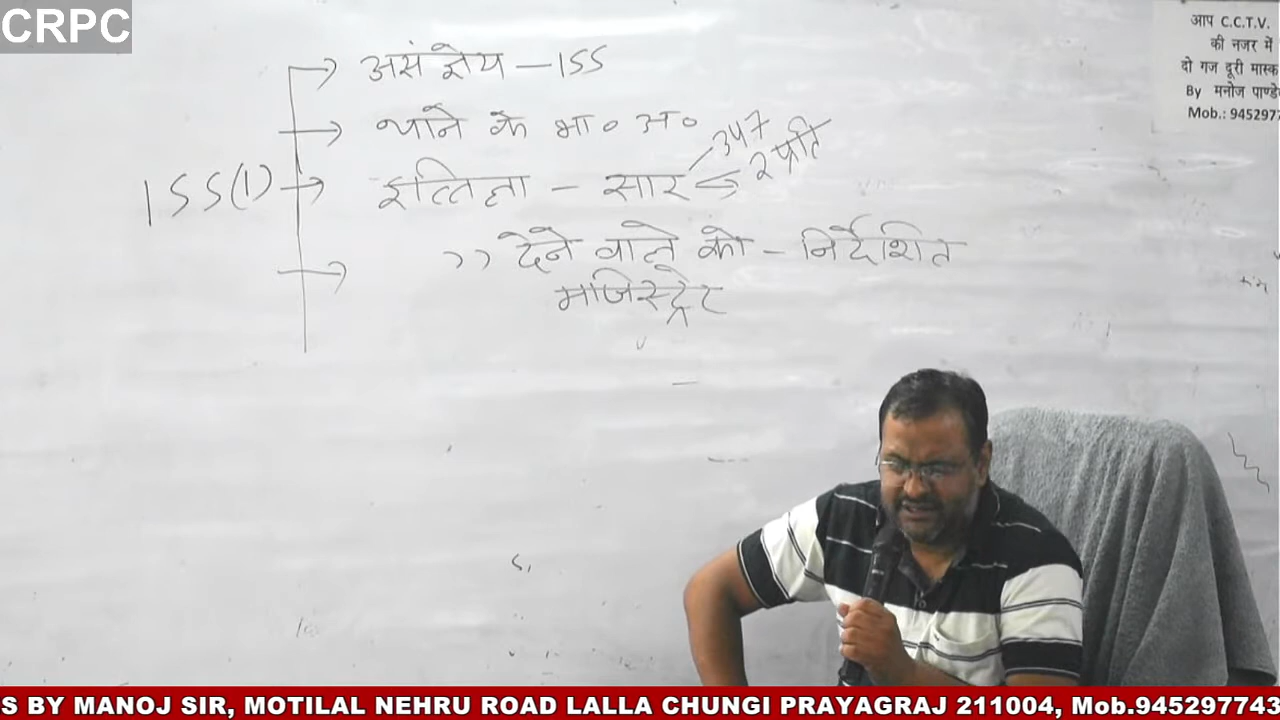 CRPC
आप C.C.T.V.
की नजर में
दो गज दूरी मास्क
By मनोज पाण्डे
Mob.: 945297
असंज्ञेय - 155
थाने के भा० अ०
347
2 प्रति
155(1)
इत्तिला - सार
,, देने वाले को - निर्देशित
मजिस्ट्रेट
S BY MANOJ SIR, MOTILAL NEHRU ROAD LALLA CHUNGI PRAYAGRAJ 211004, Mob.945297743